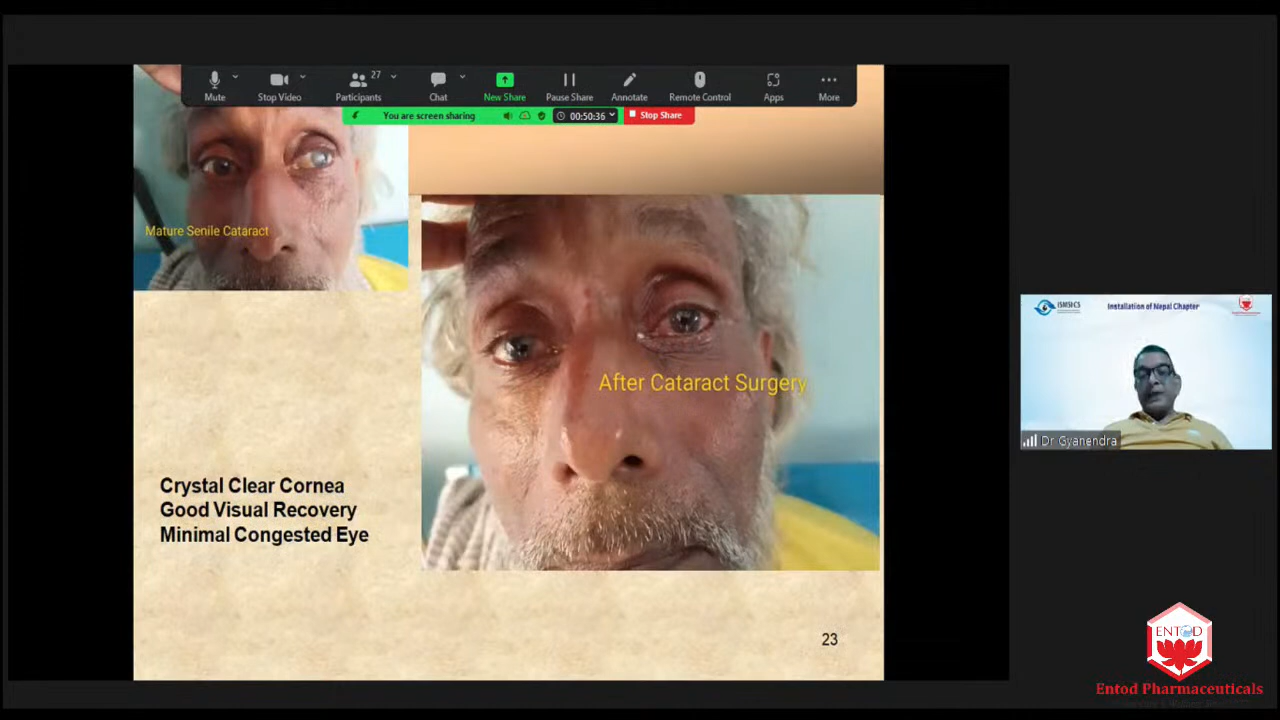 Mute
Stop Video
27
Participants
Chat
New Share
Pause Share
Annotate
Remote Control
Apps
More
You are screen sharing
00:50:36
Stop Share
Mature Senile Cataract
After Cataract Surgery
Crystal Clear Cornea
Good Visual Recovery
Minimal Congested Eye
23
ISMSICS
Installation of Nepal Chapter
Dr Gyanendra
ENTOD
Entod Pharmaceuticals